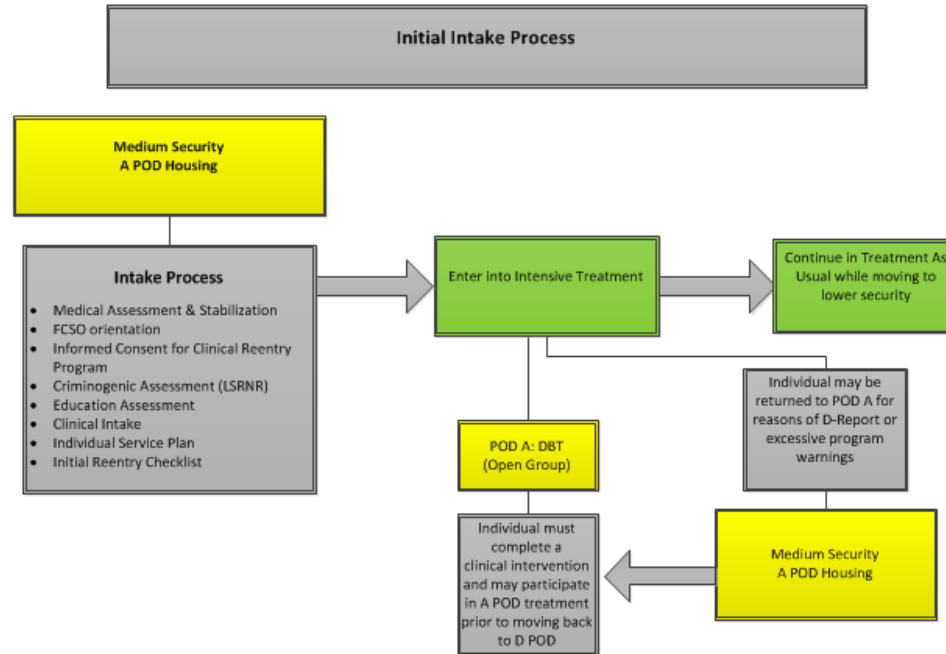 Initial Intake Process
Medium Security
A POD Housing
Intake Process
• Medical Assessment & Stabilization
• FCSO orientation
• Informed Consent for Clinical Reentry
Program
• Criminogenic Assessment (LSRNR)
• Education Assessment
• Clinical Intake
• Individual Service Plan
• Initial Reentry Checklist
Enter into Intensive Treatment
Continue in Treatment As
Usual while moving to
lower security
POD A: DBT
(Open Group)
Individual may be
returned to POD A for
reasons of D-Report or
excessive program
warnings
Individual must
complete a
clinical intervention
and may participate
in A POD treatment
prior to moving back
to D POD
Medium Security
A POD Housing